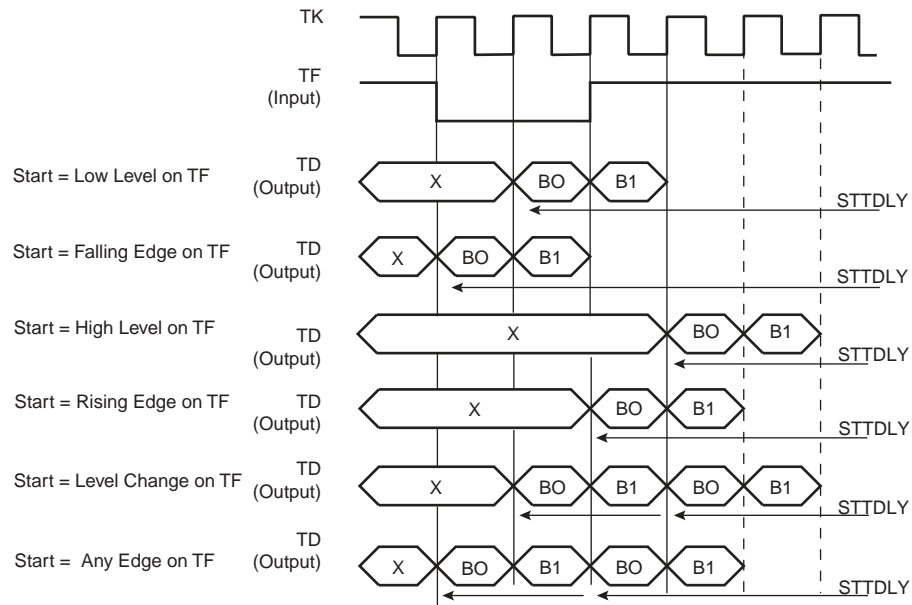 TK
TF
(Input)
Start = Low Level on TF
TD
(Output)
X
BO
B1
STTDLY
Start = Falling Edge on TF
TD
(Output)
X
BO
B1
STTDLY
Start = High Level on TF
TD
(Output)
X
BO
B1
STTDLY
Start = Rising Edge on TF
TD
(Output)
X
BO
B1
STTDLY
Start = Level Change on TF
TD
(Output)
X
BO
B1
BO
B1
STTDLY
Start = Any Edge on TF
TD
(Output)
X
BO
B1
BO
B1
STTDLY